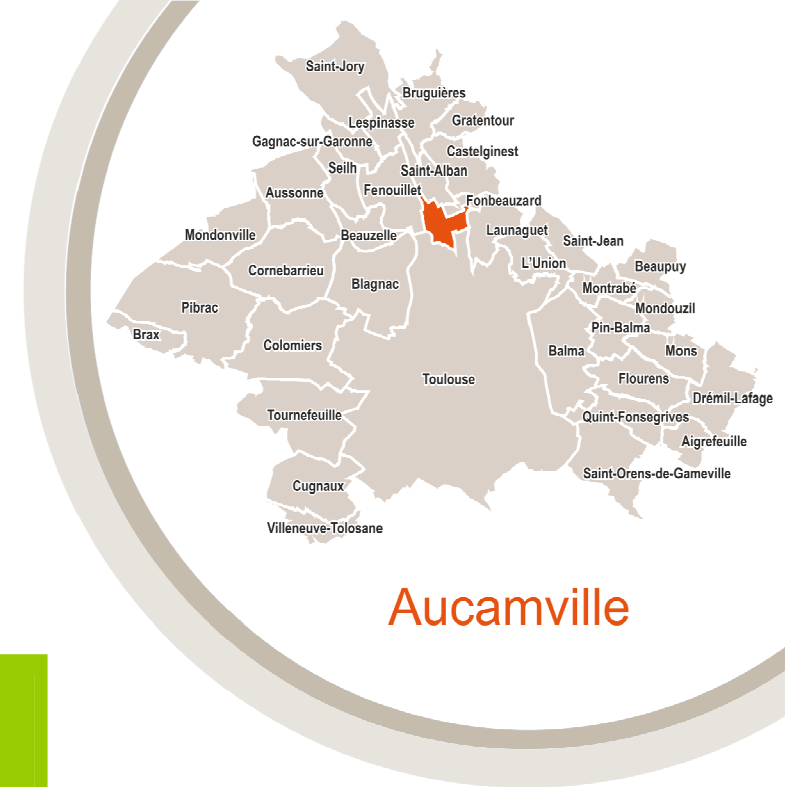 Saint-Jory
Bruguières
Lespinasse
Gratentour
Gagnac-sur-Garonne
Castelginest
Seilh
Saint-Alban
Fenouillet
Aussonne
Fonbeauzard
Launaguet
Mondonville
Beauzelle
Saint-Jean
L'Union
Cornebarrieu
Beaupuy
Blagnac
Montrabé
Pibrac
Mondouzil
Brax
Pin-Balma
Colomiers
Balma
Mons
Toulouse
Flourens
Drémil-Lafage
Tournefeuille
Quint-Fonsegrives
Aigrefeuille
Saint-Orens-de-Gameville
Cugnaux
Villeneuve-Tolosane
Aucamville